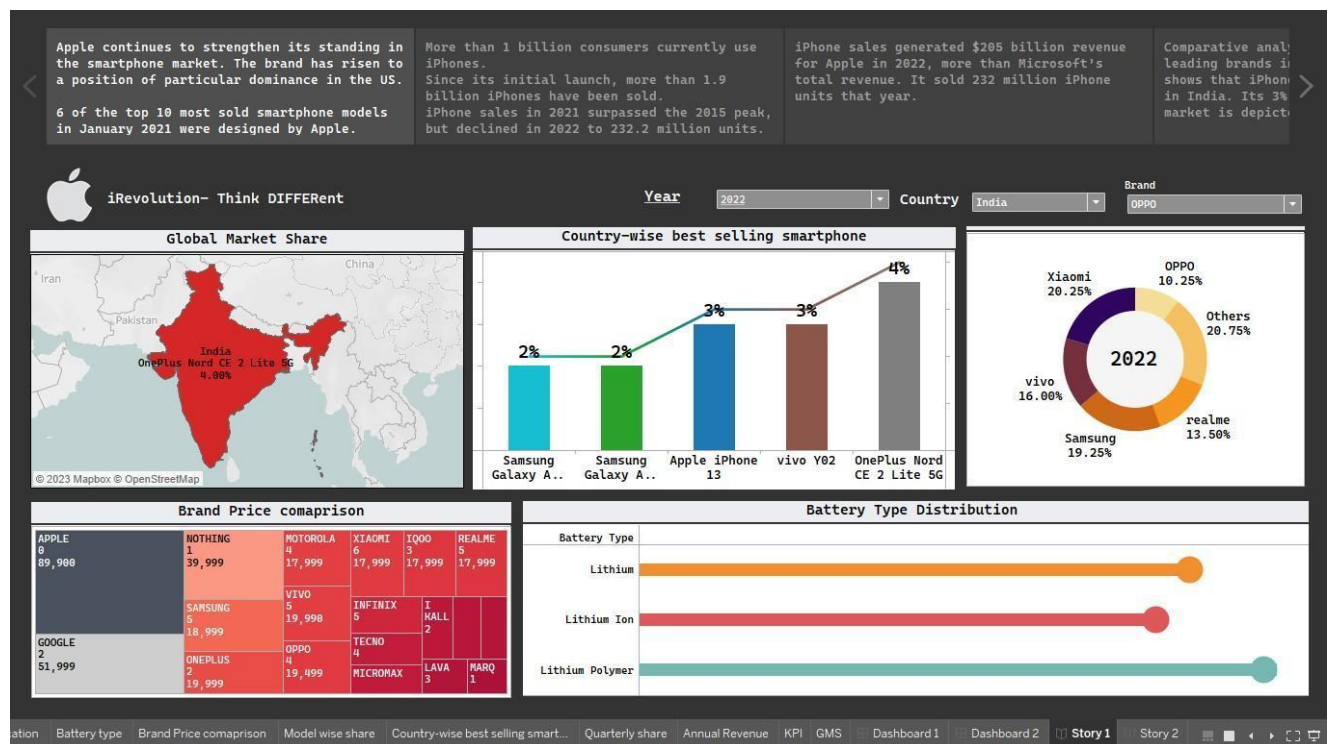 Apple continues to strengthen its standing in
the smartphone market. The brand has risen to
a position of particular dominance in the US.
6 of the top 10 most sold smartphone models
in January 2021 were designed by Apple.
More than 1 billion consumers currently use
iPhones.
Since its initial launch, more than 1.9
billion iPhones have been sold.
iPhone sales in 2021 surpassed the 2015 peak,
but declined in 2022 to 232.2 million units.
iPhone sales generated $205 billion revenue
for Apple in 2022, more than Microsoft's
total revenue. It sold 232 million iPhone
units that year.
Comparative
leading brands
shows that
in India. Its 3%
market is
iRevolution- Think DIFFERent
Year
2022
Country
India
Brand
OPPO
Global Market Share
Iran
China
Pakistan
India
OnePlus Nord CE 2 Lite 5G
4.00%
© 2023 Mapbox © OpenStreetMap
Country-wise best selling smartphone
2%
2%
3%
3%
4%
Samsung
Galaxy A..
Samsung
Galaxy A..
Apple iPhone
13
vivo Y02
OnePlus Nord
CE 2 Lite 5G
OPPO
10.25%
Xiaomi
20.25%
Others
20.75%
2022
vivo
16.00%
realme
13.50%
Samsung
19.25%
Brand Price comaprison
APPLE
0
89,900
GOOGLE
2
51,999
NOTHING
1
39,999
SAMSUNG
5
18,999
ONEPLUS
2
19,999
MOTOROLA
4
17,999
VIVO
5
19,990
OPPO
4
19,499
XIAOMI
6
17,999
IQOO
3
17,999
REALME
5
17,999
INFINIX
5
TECNO
4
MICROMAX
I
KALL
2
LAVA
3
MARQ
1
Battery Type Distribution
Battery Type
Lithium
Lithium Ion
Lithium Polymer
Battery type
Brand Price comaprison
Model wise share
Country-wise best selling smart...
Quarterly share
Annual Revenue
KPI
GMS
Dashboard 1
Dashboard 2
Story 1
Story 2